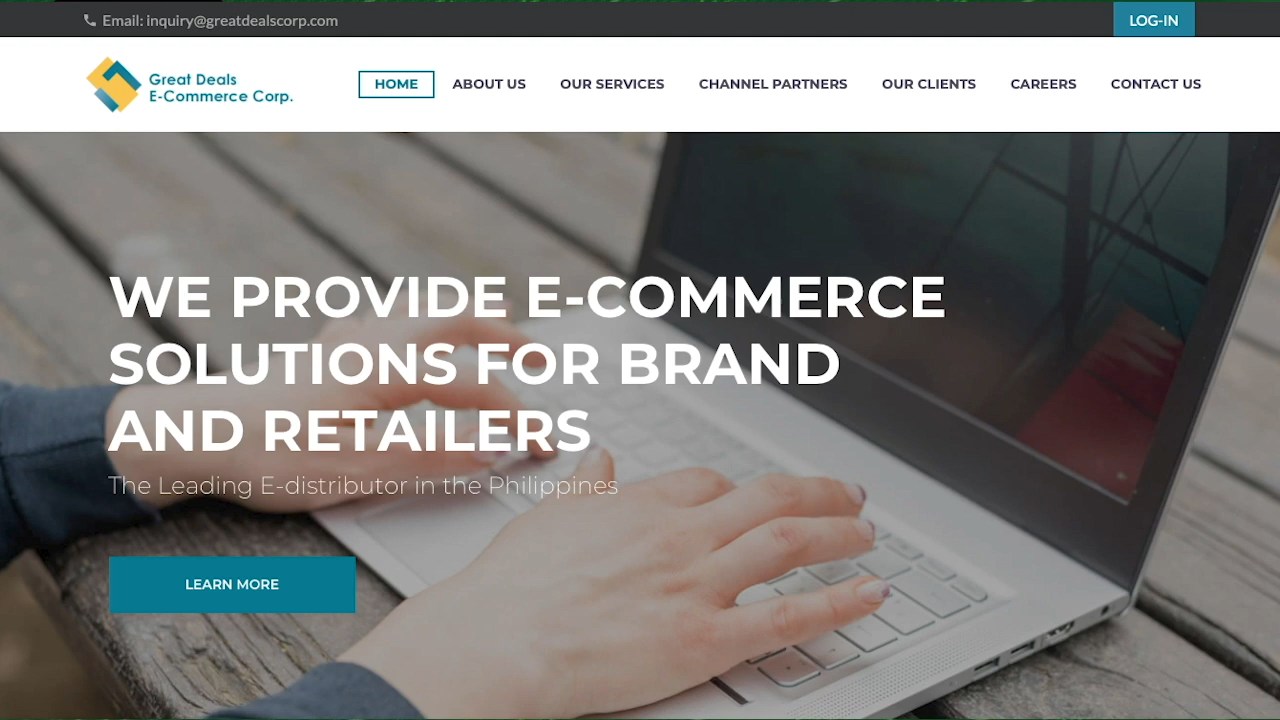 Email: inquiry@greatdealscorp.com
LOG-IN
Great Deals
E-Commerce Corp.
HOME
ABOUT US
OUR SERVICES
CHANNEL PARTNERS
OUR CLIENTS
CAREERS
CONTACT US
WE PROVIDE E-COMMERCE
SOLUTIONS FOR BRAND
AND RETAILERS
The Leading E-distributor in the Philippines
LEARN MORE